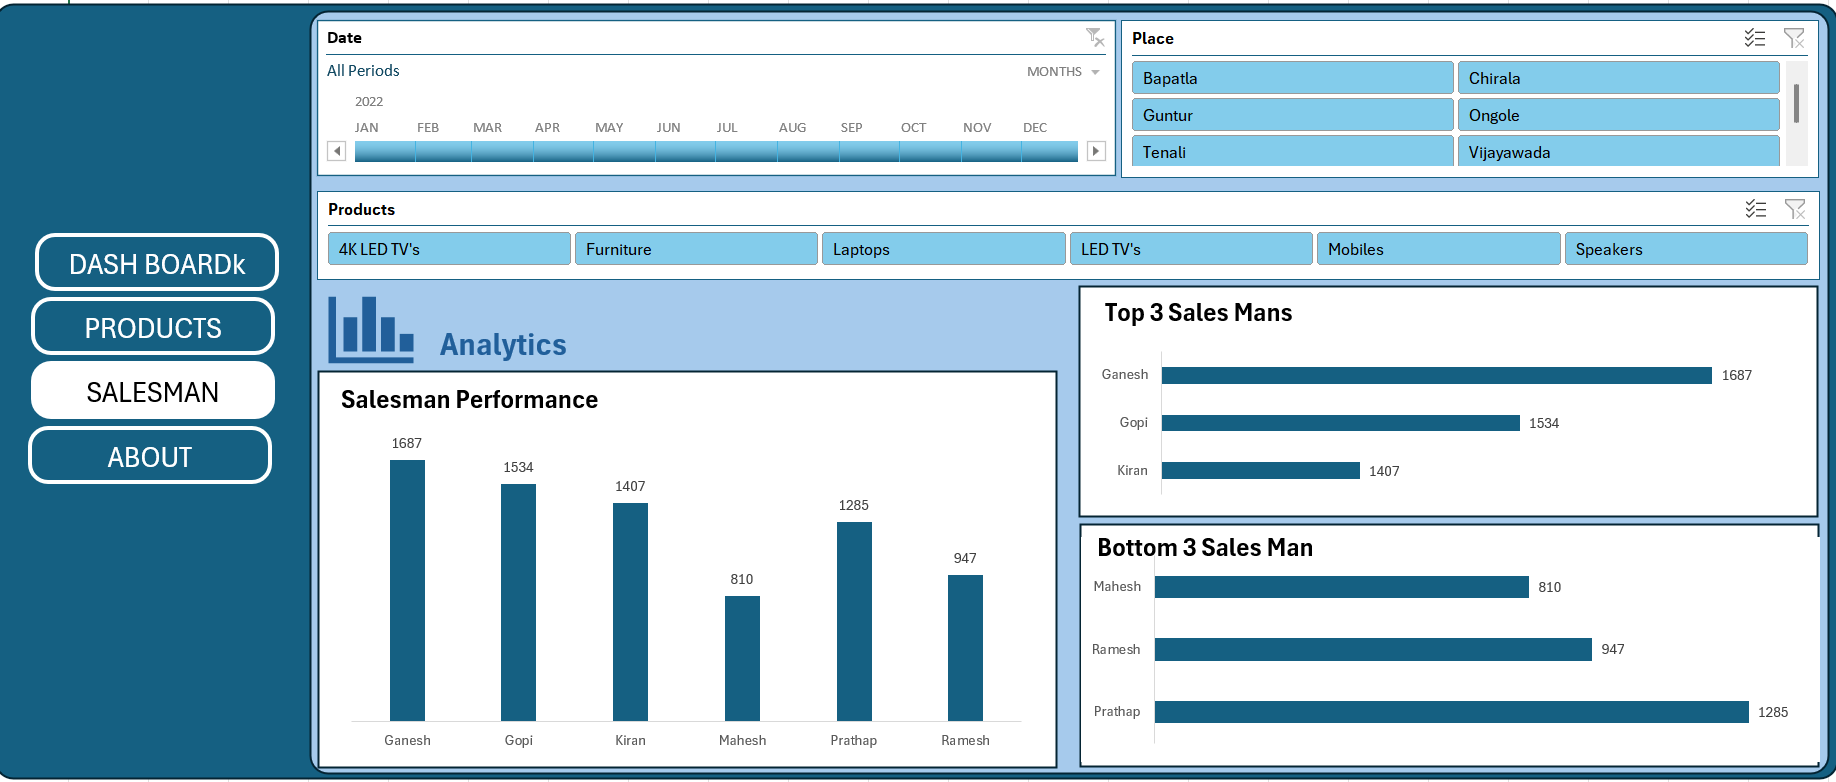 DASH BOARDk
PRODUCTS
SALESMAN
ABOUT
Date
All Periods
MONTHS
2022
JAN FEB MAR APR MAY JUN JUL AUG SEP OCT NOV DEC
Place
Bapatla Chirala
Guntur Ongole
Tenali Vijayawada
Products
4K LED TV's Furniture Laptops LED TV's Mobiles Speakers
Analytics
Salesman Performance
1687
1534
1407
810
1285
947
Ganesh Gopi Kiran Mahesh Prathap Ramesh
Top 3 Sales Mans
Ganesh 1687
Gopi 1534
Kiran 1407
Bottom 3 Sales Man
Mahesh 810
Ramesh 947
Prathap 1285